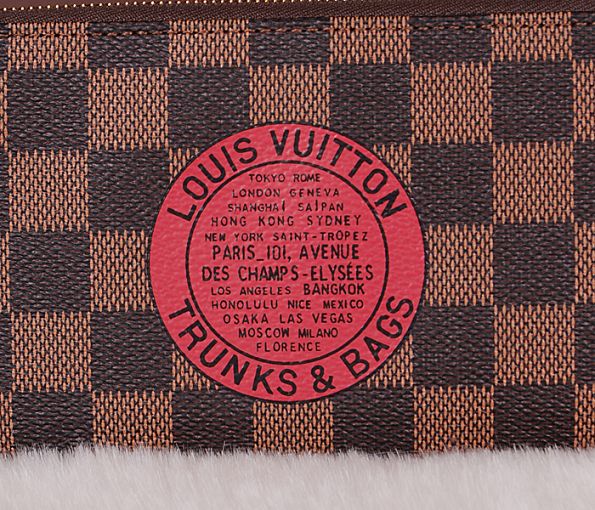 LOUIS VUITTON
TOKYO ROME
LONDON GENEVA
SHANGHAI SAIPAN
HONG KONG SYDNEY
NEW YORK SAINT-TROPEZ
PARIS_101, AVENUE
DES CHAMPS-ELYSÉES
LOS ANGELES BANGKOK
HONOLULU NICE MEXICO
OSAKA LAS VEGAS
MOSCOW MILANO
FLORENCE
TRUNKS & BAGS